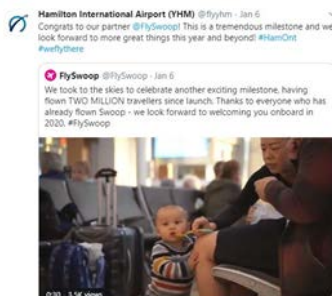 Hamilton International Airport (YHM) @flyyhm · Jan 6
Congrats to our partner @FlySwoop! This is a tremendous milestone and we
look forward to more great things this year and beyond! #HamOnt
#weflythere
FlySwoop @FlySwoop · Jan 6
We took to the skies to celebrate another exciting milestone, having
flown TWO MILLION travellers since launch. Thanks to everyone who has
already flown Swoop - we look forward to welcoming you onboard in
2020. #FlySwoop
0:30 3.5K views